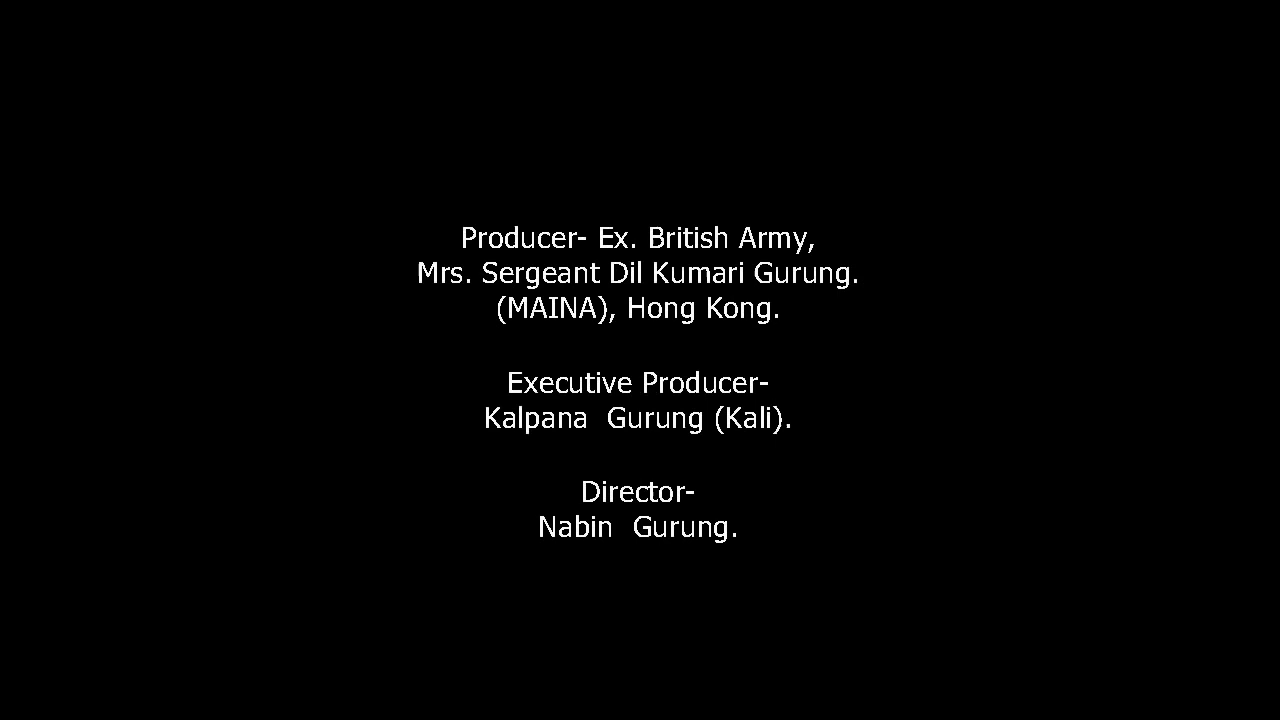 Producer- Ex. British Army,
Mrs. Sergeant Dil Kumari Gurung.
(MAINA), Hong Kong.
Executive Producer-
Kalpana  Gurung (Kali).
Director-
Nabin  Gurung.